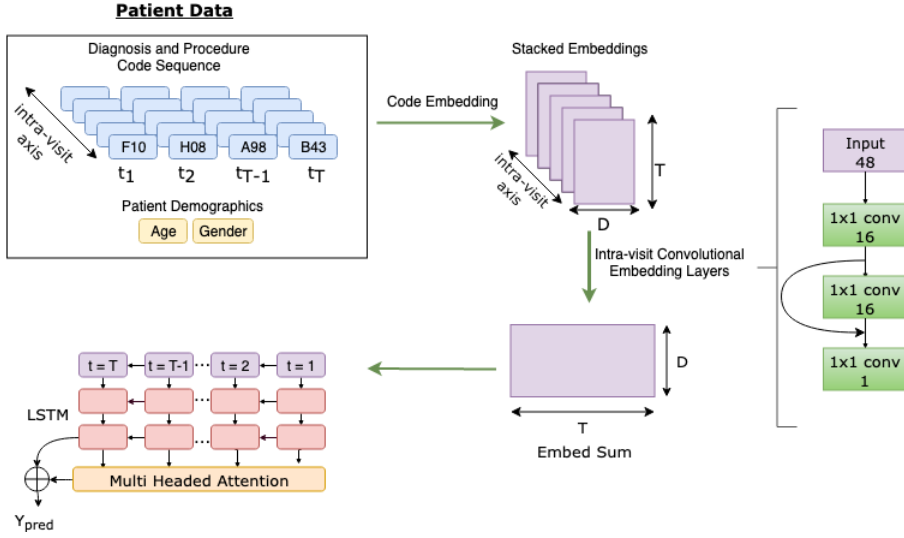 Patient Data
Diagnosis and Procedure
Code Sequence
intra-visit
axis
F10 H08 A98 B43
t1 t2 tT-1 tT
Patient Demographics
Age Gender
Code Embedding
Stacked Embeddings
intra-visit
axis
T
D
Intra-visit Convolutional
Embedding Layers
Input
48
1x1 conv
16
1x1 conv
16
1x1 conv
1
D
T
Embed Sum
t = T t = T-1 ... t = 2 t = 1
...
LSTM
...
Multi Headed Attention
Ypred